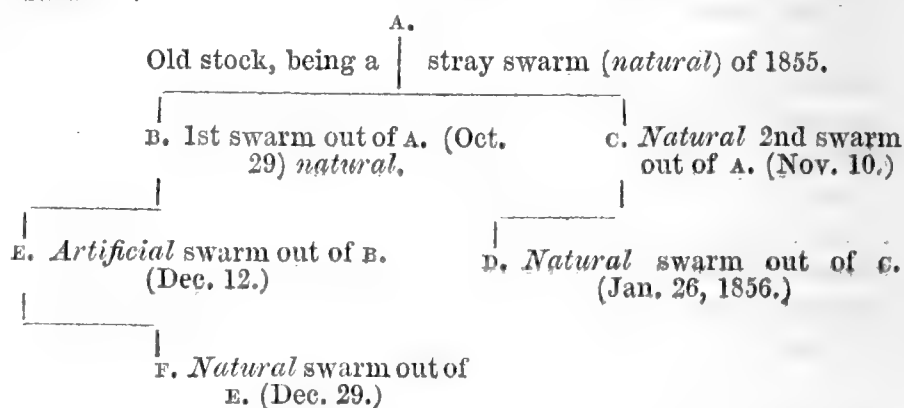 A.
Old stock, being a stray swarm (natural) of 1855.
B. 1st swarm out of A. (Oct. 29) natural.
C. Natural 2nd swarm out of A. (Nov. 10.)
E. Artificial swarm out of B. (Dec. 12.)
D. Natural swarm out of C. (Jan. 26, 1856.)
F. Natural swarm out of E. (Dec. 29.)